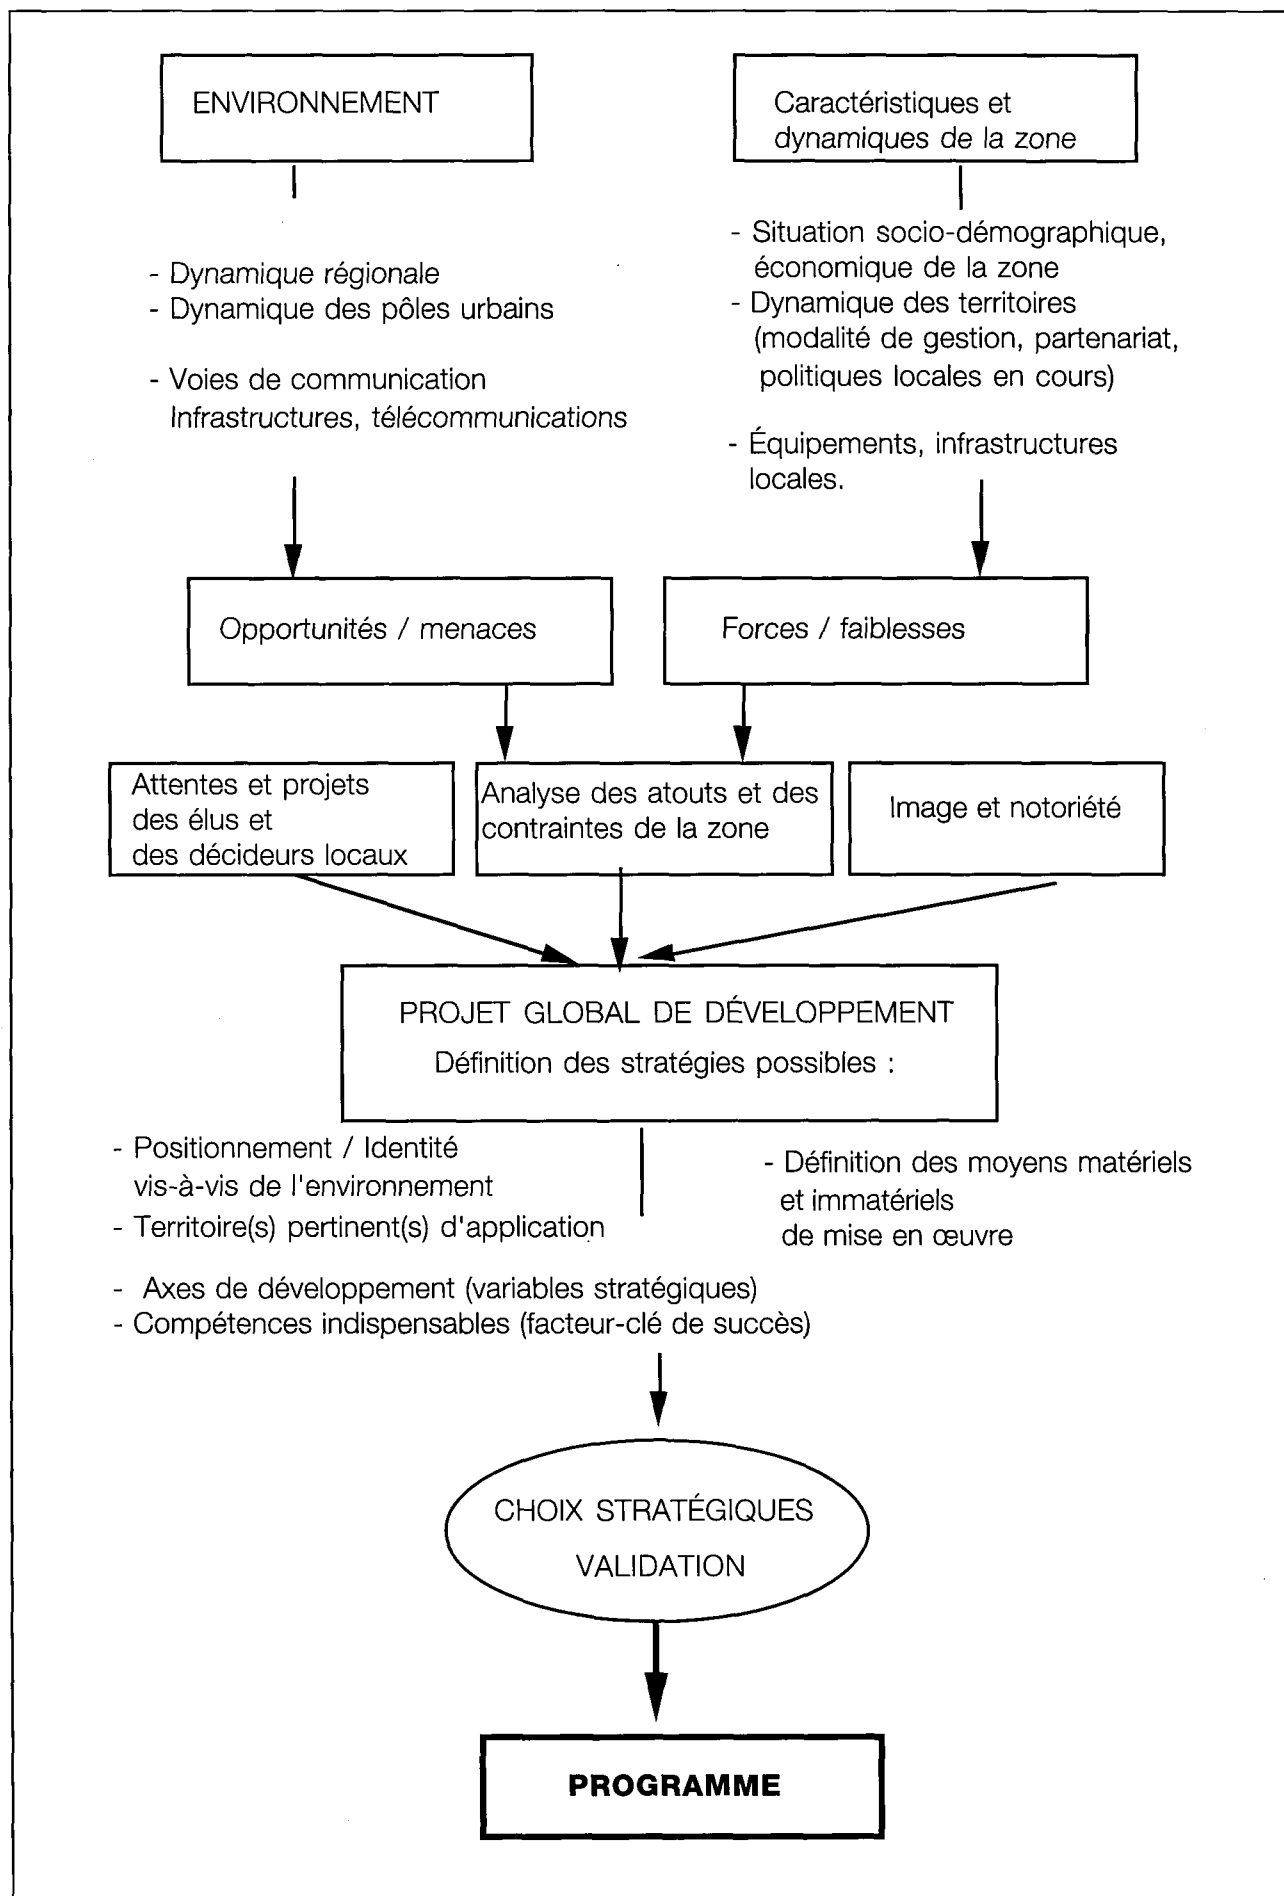 ENVIRONNEMENT
Caractéristiques et
dynamiques de la zone
- Dynamique régionale
- Dynamique des pôles urbains
- Voies de communication
Infrastructures, télécommunications
- Situation socio-démographique,
économique de la zone
- Dynamique des territoires
(modalité de gestion, partenariat,
politiques locales en cours)
- Équipements, infrastructures
locales.
Opportunités / menaces
Forces / faiblesses
Attentes et projets
des élus et
des décideurs locaux
Analyse des atouts et des
contraintes de la zone
Image et notoriété
PROJET GLOBAL DE DÉVELOPPEMENT
Définition des stratégies possibles :
- Positionnement / Identité
vis-à-vis de l'environnement
- Territoire(s) pertinent(s) d'application
- Axes de développement (variables stratégiques)
- Compétences indispensables (facteur-clé de succès)
- Définition des moyens matériels
et immatériels
de mise en œuvre
CHOIX STRATÉGIQUES
VALIDATION
PROGRAMME